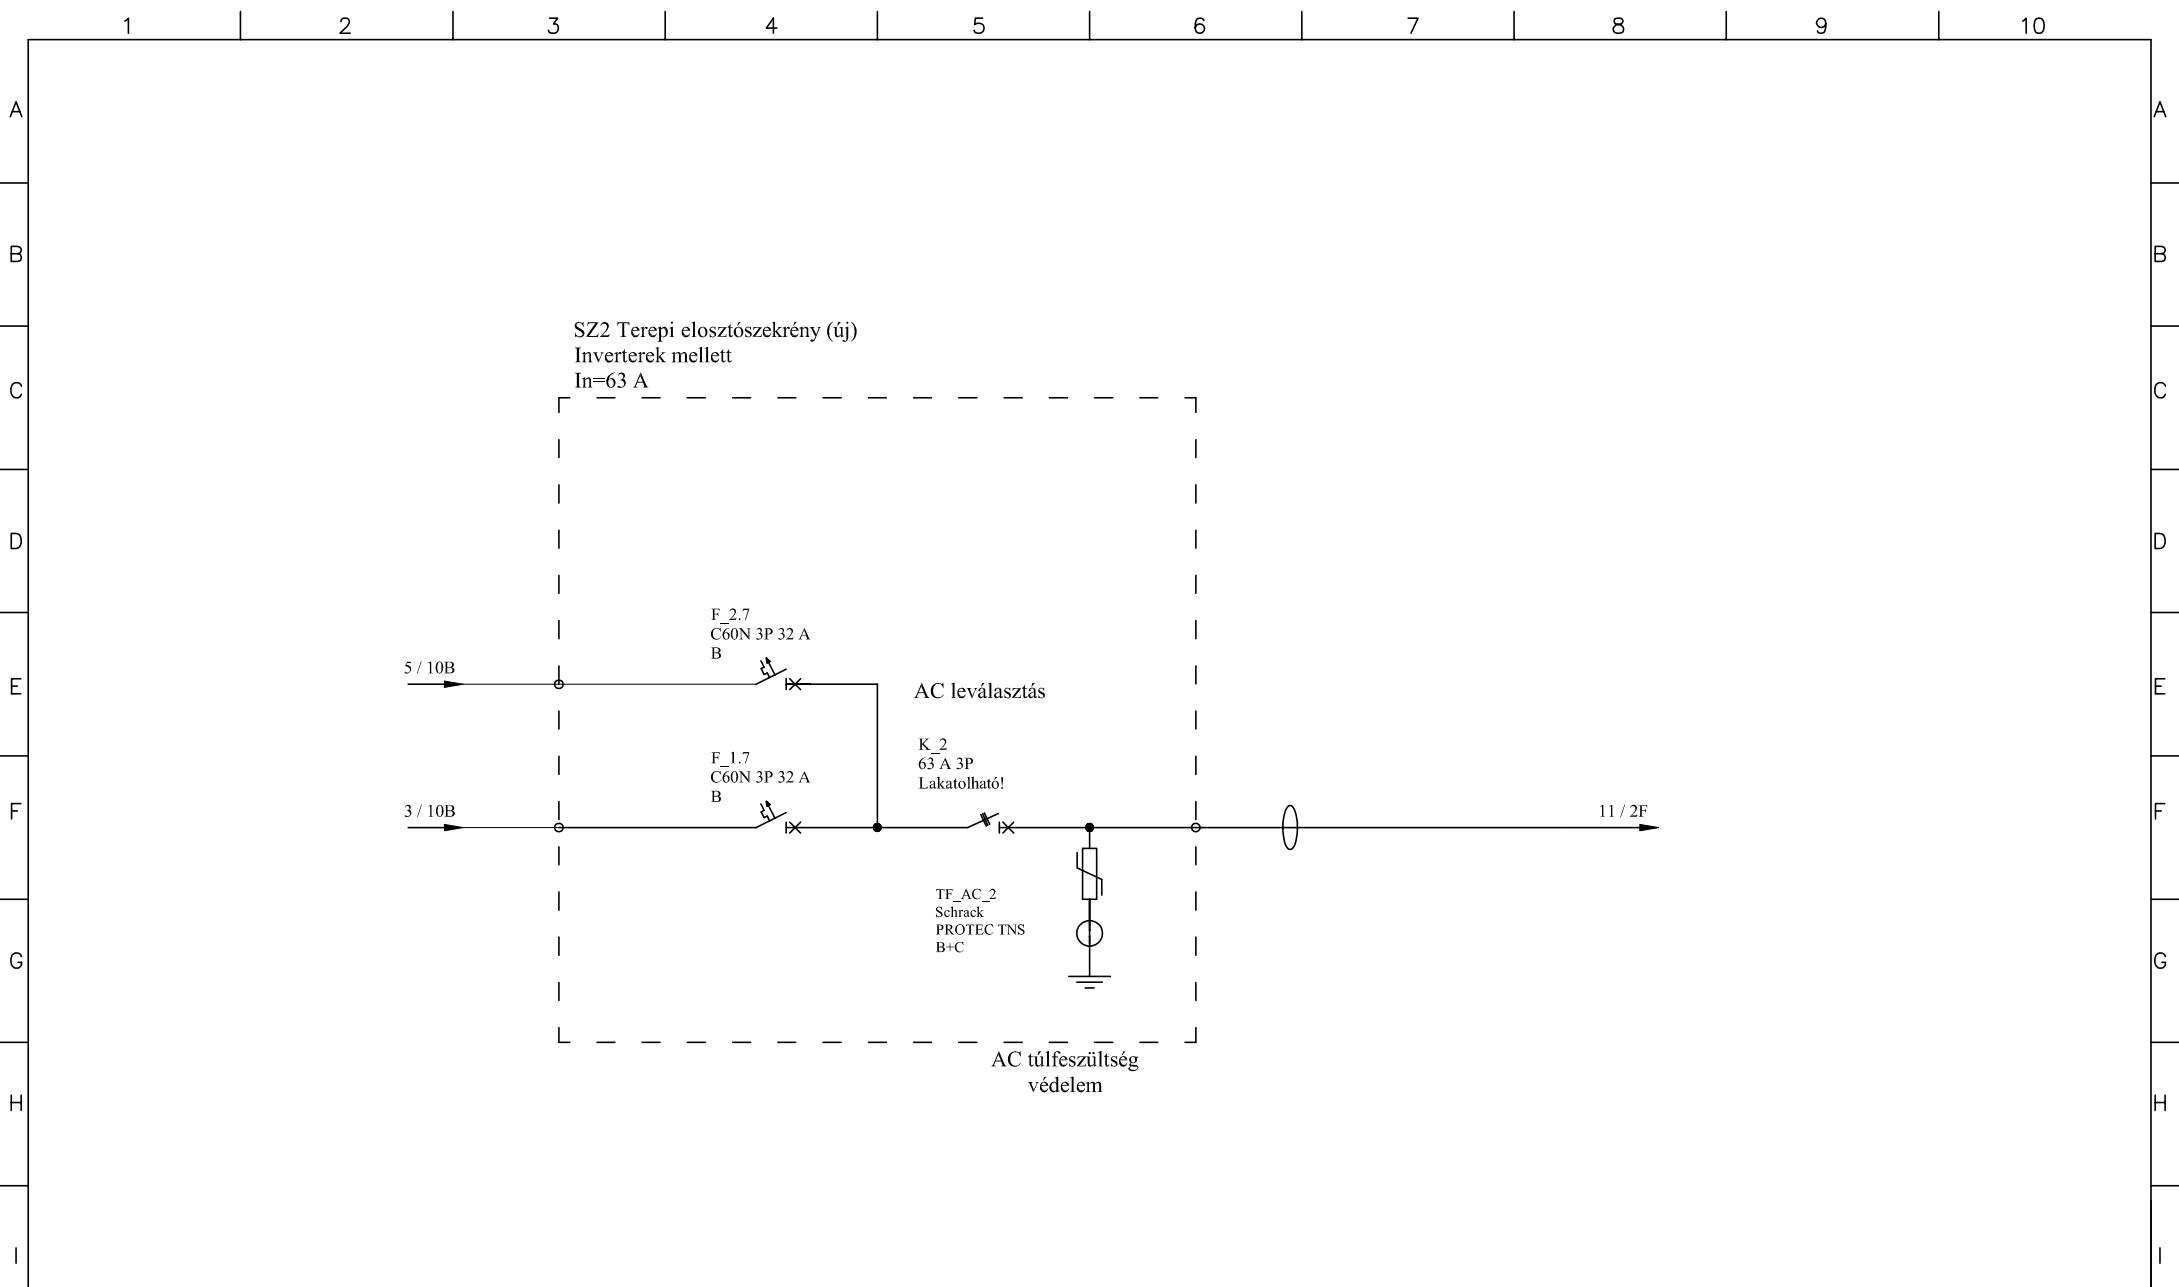 1 2 3 4 5 6 7 8 9 10
A A
B B
SZ2 Terepi elosztószekrény (új)
Inverterek mellett
In=63 A
C C
D D
F_2.7
C60N 3P 32 A
B
5 / 10B
E E
AC leválasztás
K_2
63 A 3P
Lakatolható!
F_1.7
C60N 3P 32 A
B
3 / 10B
11 / 2F
F F
TF_AC_2
Schrack
PROTEC TNS
B+C
G G
AC túlfeszültség
védelem
H H
I I